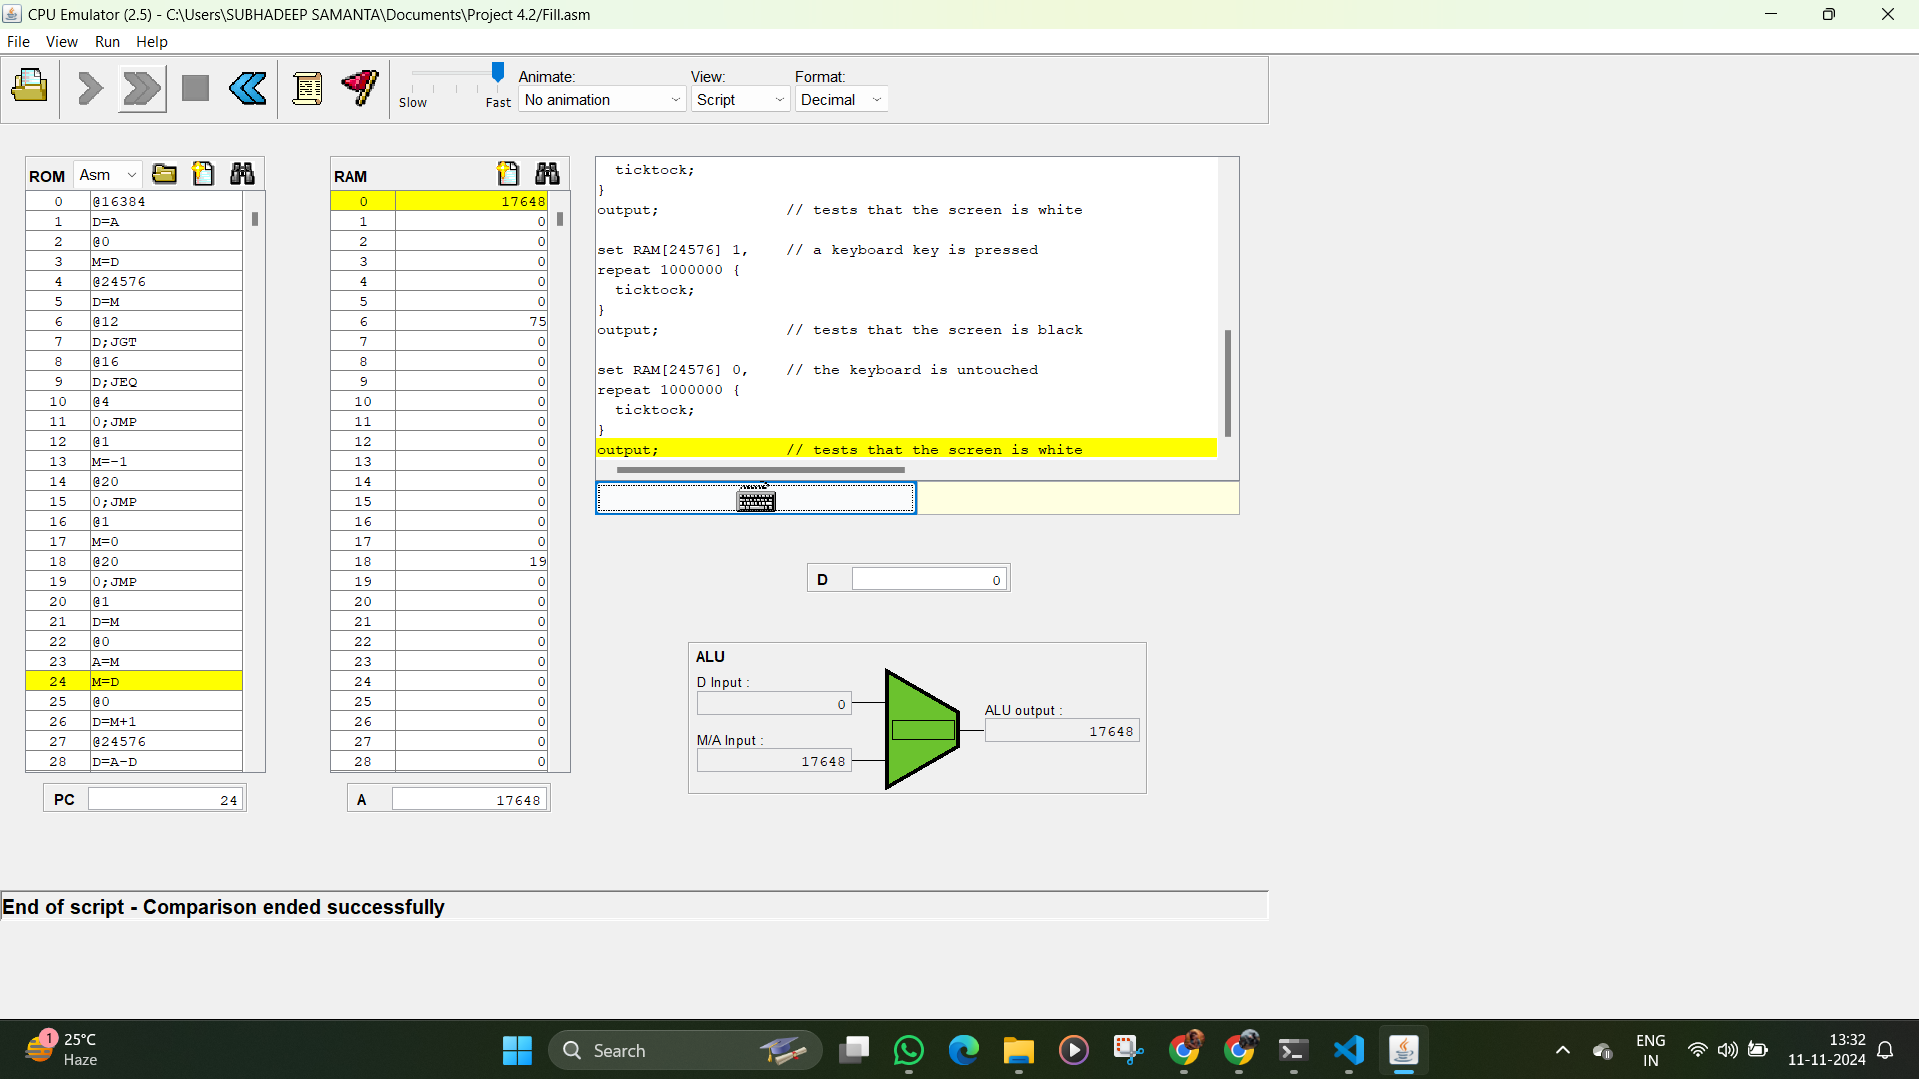 CPU Emulator (2.5) - C:\Users\SUBHADEEP SAMANTA\Documents\Project 4.2/Fill.asm
File View Run Help
Slow Fast
Animate:
No animation
View:
Script
Format:
Decimal
ROM Asm
0 @16384
1 D=A
2 @0
3 M=D
4 @24576
5 D=M
6 @12
7 D;JGT
8 @16
9 D;JEQ
10 @4
11 0;JMP
12 @1
13 M=-1
14 @20
15 0;JMP
16 @1
17 M=0
18 @20
19 0;JMP
20 @1
21 D=M
22 @0
23 A=M
24 M=D
25 @0
26 D=M+1
27 @24576
28 D=A-D
PC 24
RAM
0 17648
1 0
2 0
3 0
4 0
5 0
6 75
7 0
8 0
9 0
10 0
11 0
12 0
13 0
14 0
15 0
16 0
17 0
18 19
19 0
20 0
21 0
22 0
23 0
24 0
25 0
26 0
27 0
28 0
A 17648
ticktock;
}
output; // tests that the screen is white
set RAM[24576] 1, // a keyboard key is pressed
repeat 1000000 {
ticktock;
}
output; // tests that the screen is black
set RAM[24576] 0, // the keyboard is untouched
repeat 1000000 {
ticktock;
}
output; // tests that the screen is white
D 0
ALU
D Input :
0
M/A Input :
17648
ALU output :
17648
End of script - Comparison ended successfully
1
25°C
Haze
Search
ENG
IN
13:32
11-11-2024